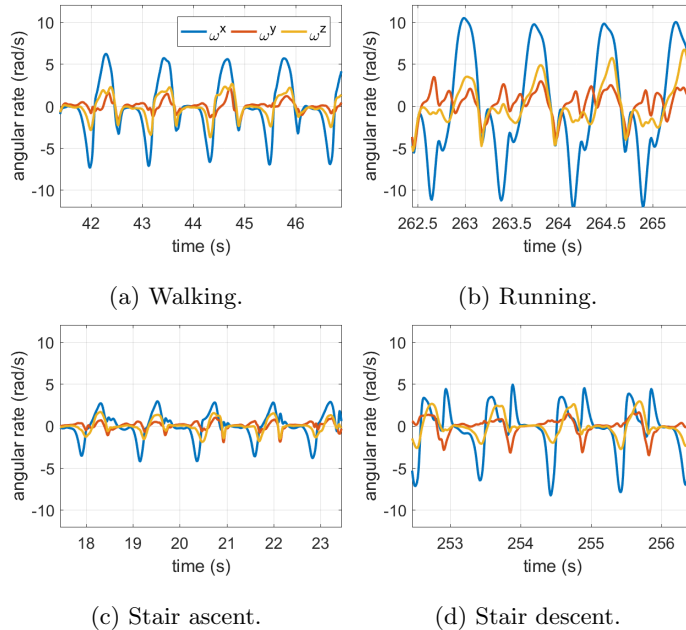 10
5
0
-5
-10
angular rate (rad/s)
ωx ωy ωz
42 43 44 45 46
time (s)
(a) Walking.
10
5
0
-5
-10
angular rate (rad/s)
262.5 263 263.5 264 264.5 265
time (s)
(b) Running.
10
5
0
-5
-10
angular rate (rad/s)
18 19 20 21 22 23
time (s)
(c) Stair ascent.
10
5
0
-5
-10
angular rate (rad/s)
253 254 255 256
time (s)
(d) Stair descent.